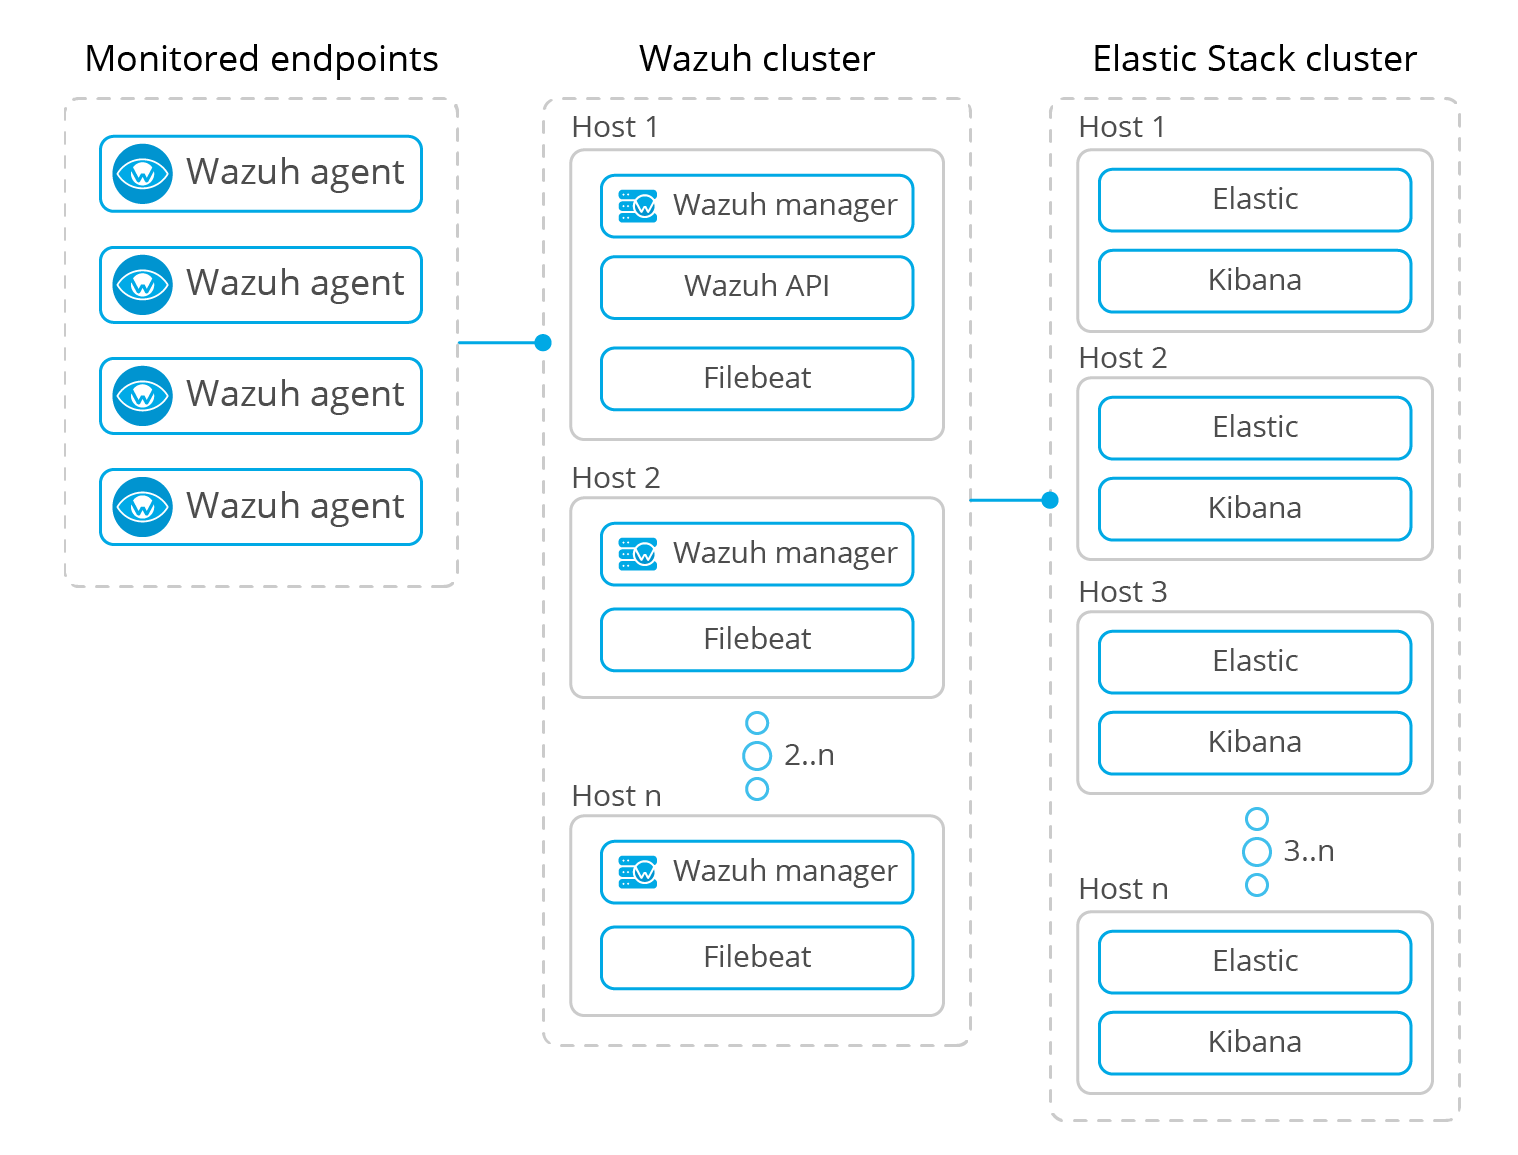 Monitored endpoints
Wazuh agent
Wazuh agent
Wazuh agent
Wazuh agent
Wazuh cluster
Host 1
Wazuh manager
Wazuh API
Filebeat
Host 2
Wazuh manager
Filebeat
2..n
Host n
Wazuh manager
Filebeat
Elastic Stack cluster
Host 1
Elastic
Kibana
Host 2
Elastic
Kibana
Host 3
Elastic
Kibana
3..n
Host n
Elastic
Kibana